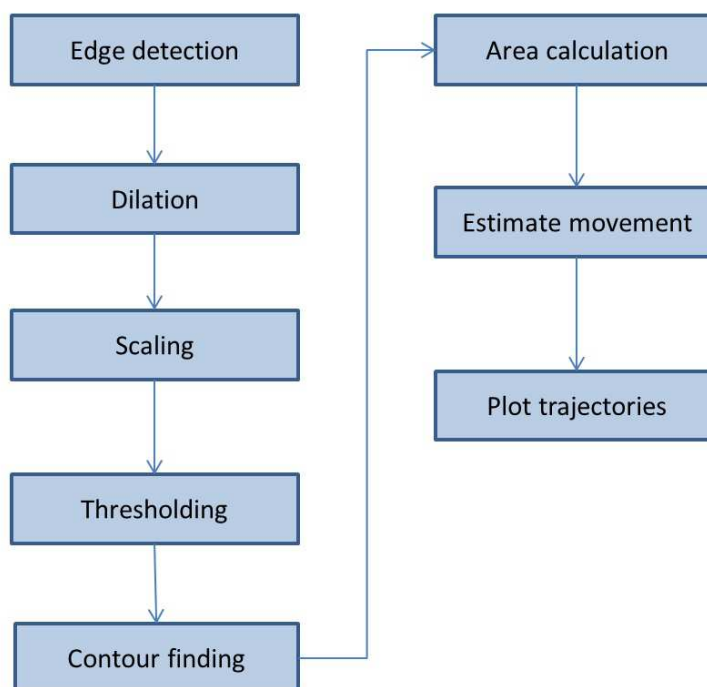 Edge detection
Dilation
Scaling
Thresholding
Contour finding
Area calculation
Estimate movement
Plot trajectories